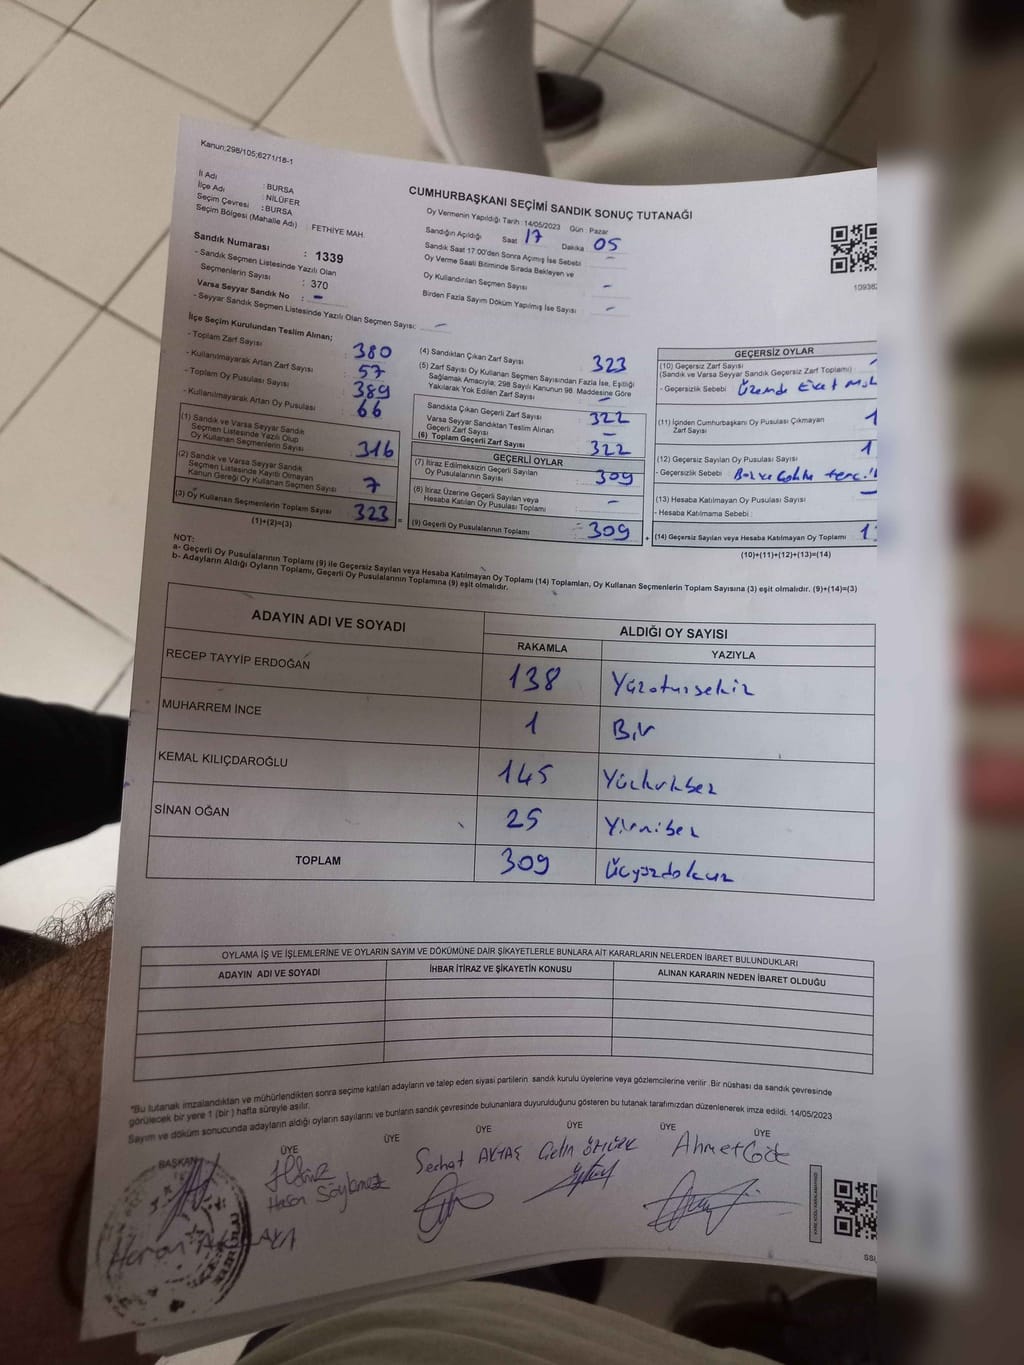 Kanun;298/105;6271/18-1
CUMHURBAŞKANI SEÇİMİ SANDIK SONUÇ TUTANAĞI
İl Adı : BURSA
İlçe Adı : NİLÜFER
Seçim Çevresi : BURSA
Seçim Bölgesi (Mahalle Adı) : FETHİYE MAH.
Sandık Numarası : 1339
- Sandık Seçmen Listesinde Yazılı Olan
Seçmenlerin Sayısı : 370
Varsa Seyyar Sandık No : -
- Seyyar Sandık Seçmen Listesinde Yazılı Olan Seçmen Sayısı: -
Oy Vermenin Yapıldığı Tarih : 14/05/2023 Gün : Pazar
Sandığın Açıldığı Saat 17 Dakika 05
Sandık Saat 17:00'den Sonra Açmış İse Sebebi -
Oy Verme Saati Bitiminde Sırada Bekleyen ve
Oy Kullandırılan Seçmen Sayısı -
Birden Fazla Sayım Döküm Yapılmış İse Sayısı -
10936
İlçe Seçim Kurulundan Teslim Alınan;
- Toplam Zarf Sayısı : 380
- Kullanılmayarak Artan Zarf Sayısı : 57
- Toplam Oy Pusulası Sayısı : 389
- Kullanılmayarak Artan Oy Pusulası : 66
(1) Sandık ve Varsa Seyyar Sandık
Seçmen Listesinde Yazılı Olup
Oy Kullanan Seçmenlerin Sayısı : 316
(2) Sandık ve Varsa Seyyar Sandık
Seçmen Listesinde Kayıtlı Olmayan
Kanun Gereği Oy Kullanan Seçmen Sayısı : 7
(3) Oy Kullanan Seçmenlerin Toplam Sayısı : 323
(1)+(2)=(3)
(4) Sandıktan Çıkan Zarf Sayısı : 323
(5) Zarf Sayısı Oy Kullanan Seçmen Sayısından Fazla İse, Eşitliği
Sağlamak Amacıyla; 298 Sayılı Kanunun 98. Maddesine Göre
Yakılarak Yok Edilen Zarf Sayısı : -
Sandıkta Çıkan Geçerli Zarf Sayısı : 322
Varsa Seyyar Sandıktan Teslim Alınan
Geçerli Zarf Sayısı : -
(6) Toplam Geçerli Zarf Sayısı : 322
GEÇERLİ OYLAR
(7) İtiraz Edilmeksizin Geçerli Sayılan
Oy Pusulalarının Sayısı : 309
(8) İtiraz Üzerine Geçerli Sayılan veya
Hesaba Katılan Oy Pusulası Toplamı : -
(9) Geçerli Oy Pusulalarının Toplamı : 309
GEÇERSİZ OYLAR
(10) Geçersiz Zarf Sayısı
(Sandık ve Varsa Seyyar Sandık Geçersiz Zarf Toplamı)
- Geçersizlik Sebebi :
(11) İçinden Cumhurbaşkanı Oy Pusulası Çıkmayan
Zarf Sayısı : 1
(12) Geçersiz Sayılan Oy Pusulası Sayısı : 1
- Geçersizlik Sebebi :
(13) Hesaba Katılmayan Oy Pusulası Sayısı : -
- Hesaba Katılmama Sebebi :
(14) Geçersiz Sayılan veya Hesaba Katılmayan Oy Toplamı : 1
(10)+(11)+(12)+(13)=(14)
NOT:
a- Geçerli Oy Pusulalarının Toplamı (9) ile Geçersiz Sayılan veya Hesaba Katılmayan Oy Toplamı (14) Toplamları, Oy Kullanan Seçmenlerin Toplam Sayısına (3) eşit olmalıdır. (9)+(14)=(3)
b- Adayların Aldığı Oyların Toplamı, Geçerli Oy Pusulalarının Toplamına (9) eşit olmalıdır.
ADAYIN ADI VE SOYADI ALDIĞI OY SAYISI
RAKAMLA YAZIYLA
RECEP TAYYİP ERDOĞAN 138 Yüzotuzsekiz
MUHARREM İNCE 1 Bir
KEMAL KILIÇDAROĞLU 145 Yüzkırkbeş
SİNAN OĞAN 25 Yirmibeş
TOPLAM 309 Üçyüzdokuz
OYLAMA İŞ VE İŞLEMLERİNE VE OYLARIN SAYIM VE DÖKÜMÜNE DAİR ŞİKAYETLERLE BUNLARA AİT KARARLARIN NELERDEN İBARET BULUNDUKLARI
ADAYIN ADI VE SOYADI İHBAR İTİRAZ VE ŞİKAYETİN KONUSU ALINAN KARARIN NEDEN İBARET OLDUĞU
*Bu tutanak imzalandıktan ve mühürlendikten sonra seçime katılan adayların ve talep eden siyasi partilerin sandık kurulu üyelerine veya gözlemcilerine verilir. Bir nüshası da sandık çevresinde
görülecek bir yere 1 (bir ) hafta süreyle asılır.
Sayım ve döküm sonucunda adayların aldığı oyların sayılarını ve bunların sandık çevresinde bulunanlara duyurulduğunu gösteren bu tutanak tarafımızdan düzenlenerek imza edildi. 14/05/2023
BAŞKAN ÜYE ÜYE ÜYE ÜYE ÜYE ÜYE
Hasan Söylemez
Serhat AKTAŞ